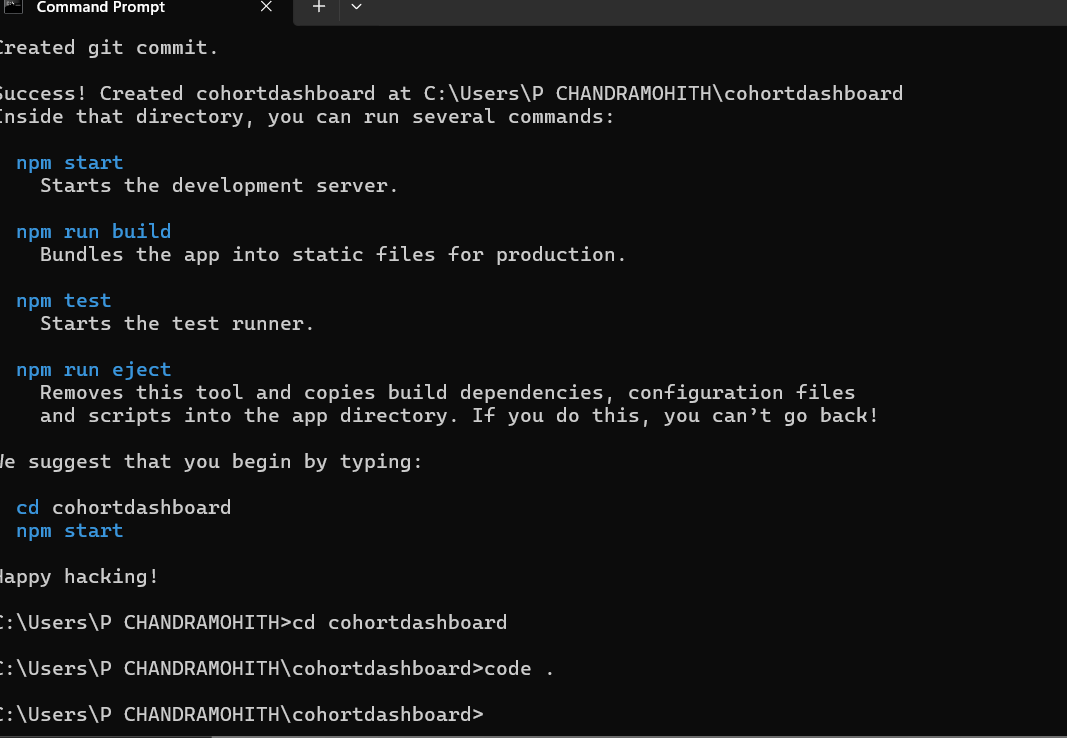 Command Prompt
Created git commit.
Success! Created cohortdashboard at C:\Users\P CHANDRAMOHITH\cohortdashboard
Inside that directory, you can run several commands:
npm start
Starts the development server.
npm run build
Bundles the app into static files for production.
npm test
Starts the test runner.
npm run eject
Removes this tool and copies build dependencies, configuration files
and scripts into the app directory. If you do this, you can’t go back!
We suggest that you begin by typing:
cd cohortdashboard
npm start
Happy hacking!
C:\Users\P CHANDRAMOHITH>cd cohortdashboard
C:\Users\P CHANDRAMOHITH\cohortdashboard>code .
C:\Users\P CHANDRAMOHITH\cohortdashboard>